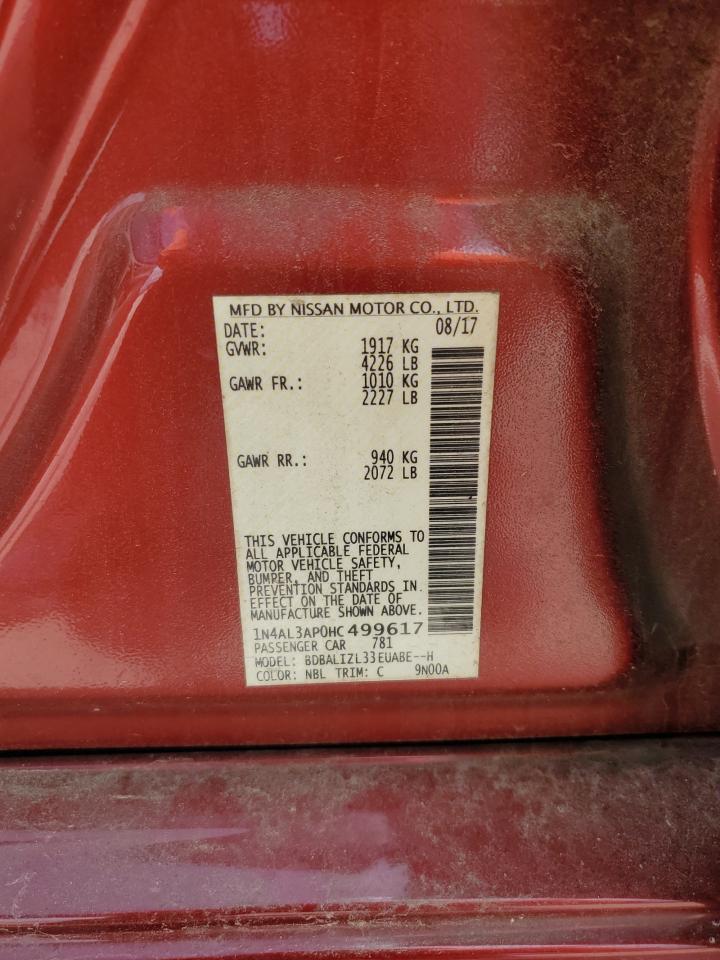 MFD BY NISSAN MOTOR CO., LTD.
DATE: 08/17
GVWR: 1917 KG
4226 LB
GAWR FR.: 1010 KG
2227 LB
GAWR RR.: 940 KG
2072 LB
THIS VEHICLE CONFORMS TO
ALL APPLICABLE FEDERAL
MOTOR VEHICLE SAFETY,
BUMPER, AND THEFT
PREVENTION STANDARDS IN
EFFECT ON THE DATE OF
MANUFACTURE SHOWN ABOVE.
1N4AL3AP0HC499617
PASSENGER CAR 781
MODEL: BDBALIZL33EUABE--H
COLOR: NBL TRIM: C 9N00A